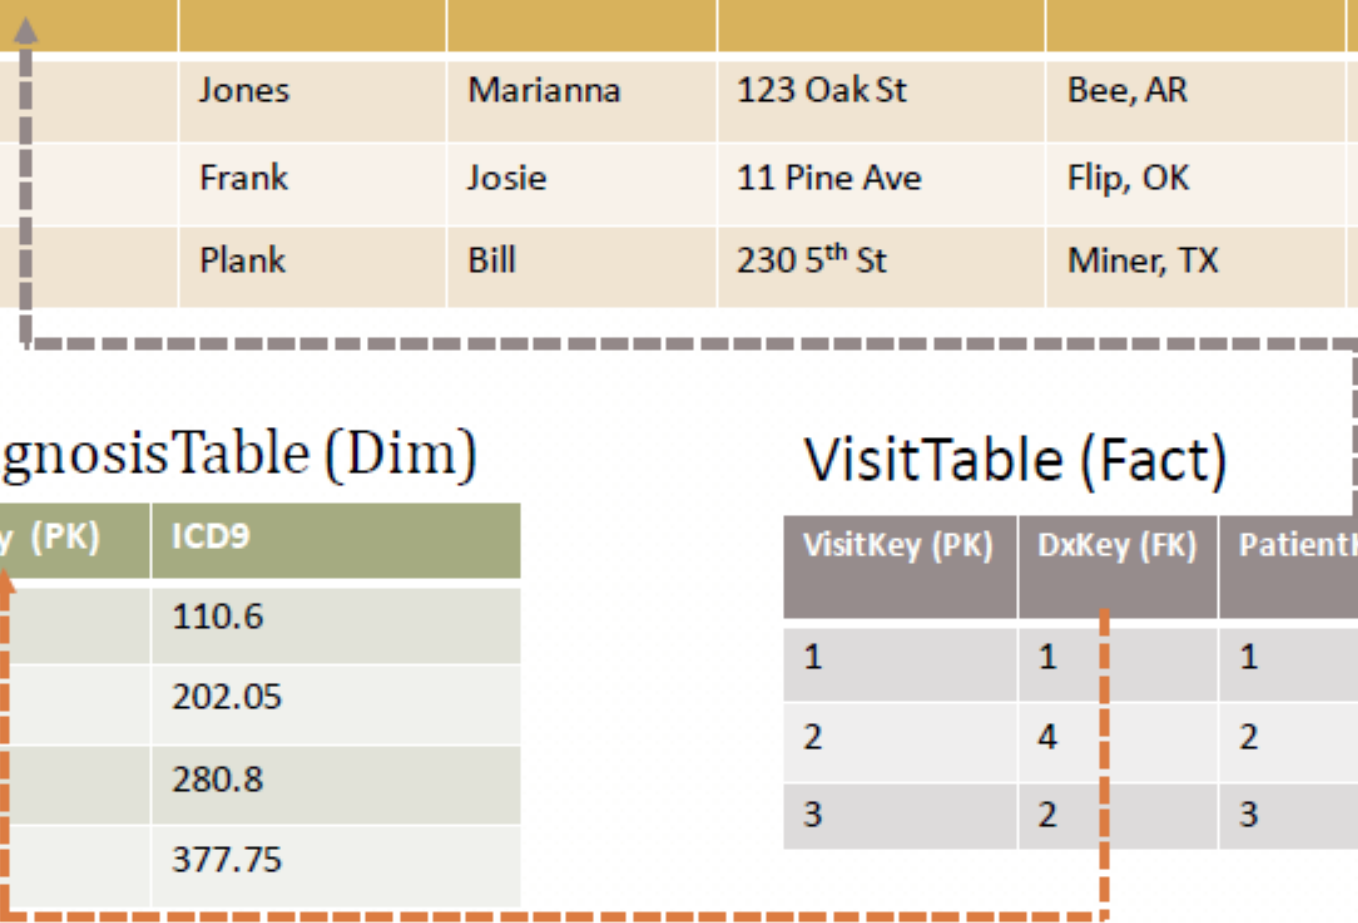 Jones Marianna 123 Oak St Bee, AR
Frank Josie 11 Pine Ave Flip, OK
Plank Bill 230 5th St Miner, TX
gnosisTable (Dim)
VisitTable (Fact)
y (PK) ICD9
VisitKey (PK) DxKey (FK) Patient
110.6
202.05
280.8
377.75
1 1 1
2 4 2
3 2 3